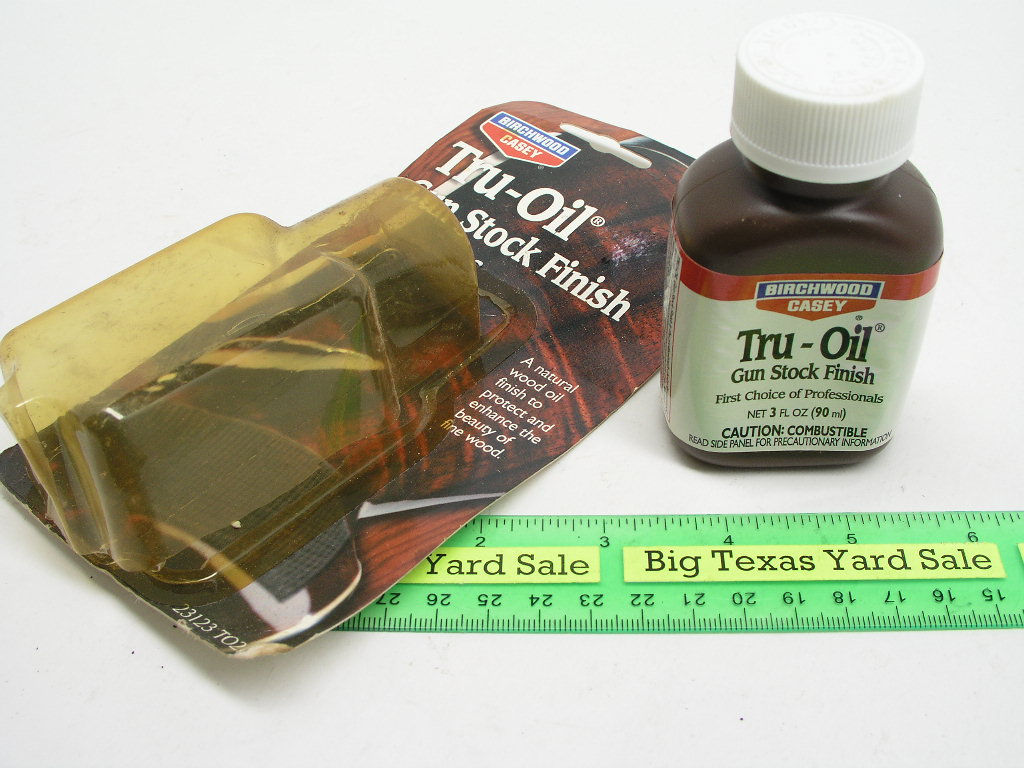 BIRCHWOOD
CASEY
Tru-Oil®
Stock Finish
A natural
wood oil
finish to
protect and
enhance the
beauty of
fine wood.
23123 TO2
BIRCHWOOD
CASEY
®
Tru-Oil®
Gun Stock Finish
First Choice of Professionals
NET 3 FL OZ (90 ml)
CAUTION: COMBUSTIBLE
READ SIDE PANEL FOR PRECAUTIONARY INFORMATION
2 3 4 5 6
Yard Sale
Big Texas Yard Sale
27 26 25 24 23 22 21 20 19 18 17 16 15